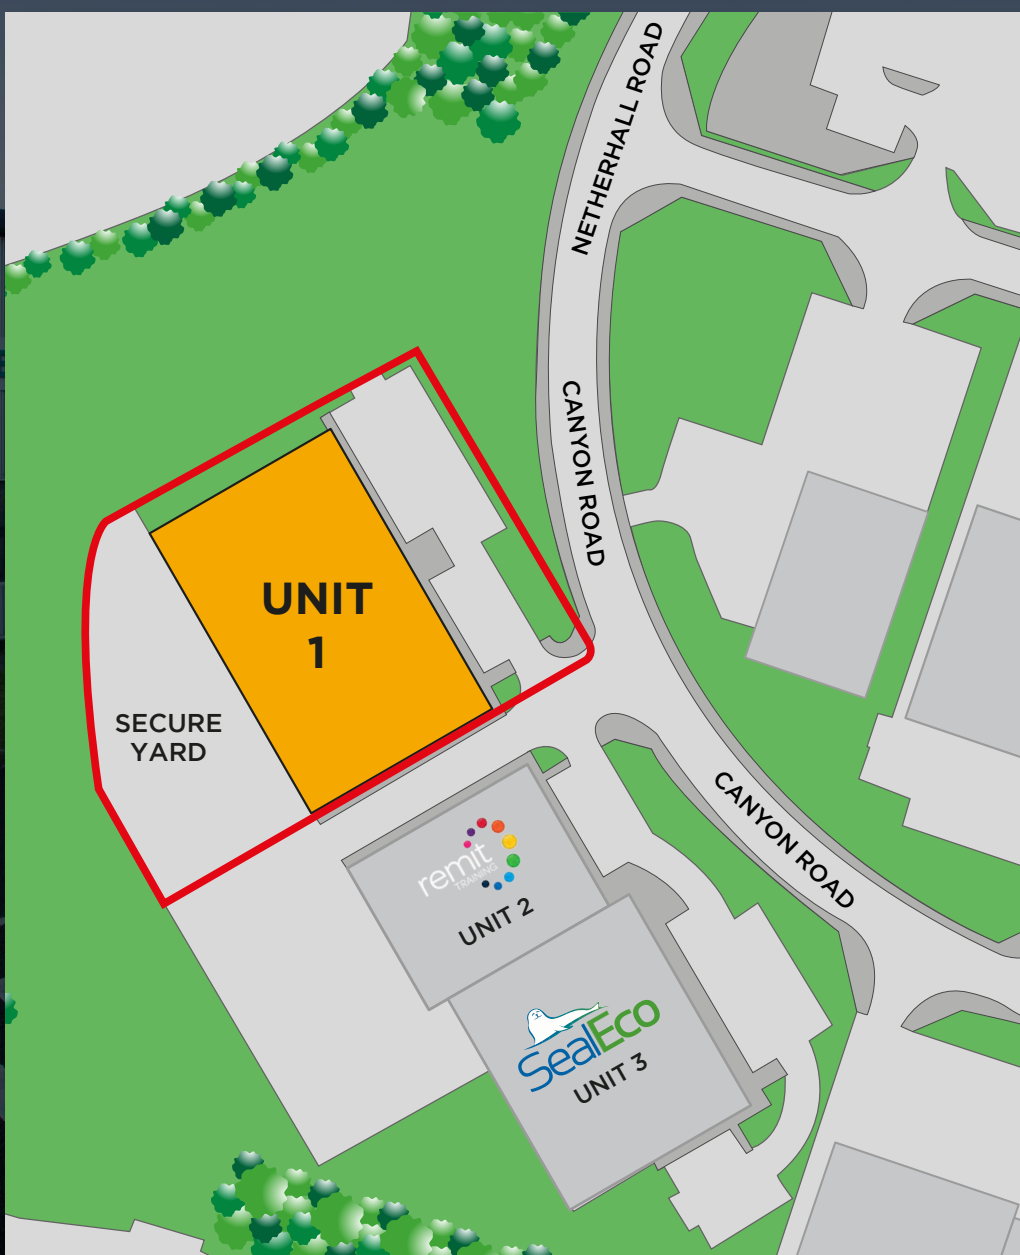 NETHERHALL ROAD
CANYON ROAD
UNIT
1
SECURE
YARD
CANYON ROAD
remit
TRAINING
UNIT 2
SealEco
UNIT 3